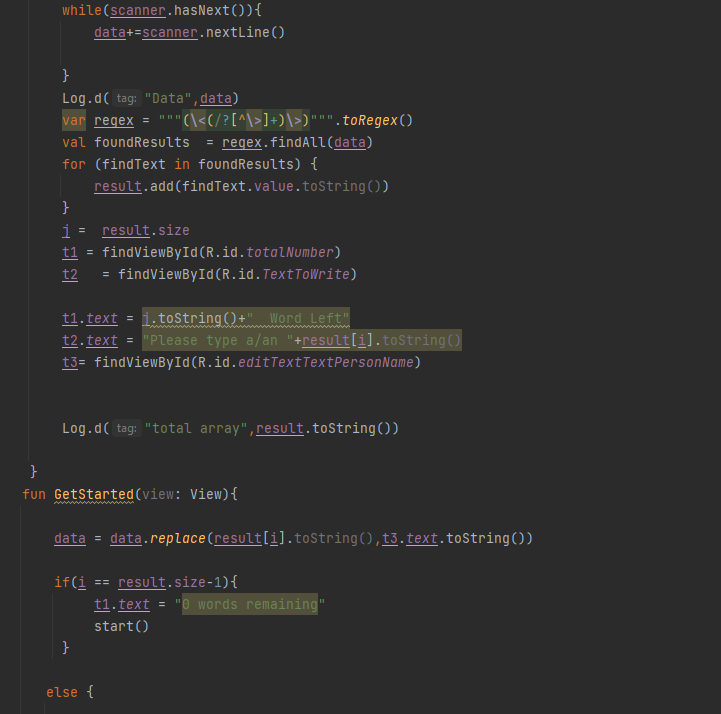 while(scanner.hasNext()){
data+=scanner.nextLine()
}
Log.d( tag: "Data",data)
var regex = """(\<(/?[^\>]+)\>)""".toRegex()
val foundResults  = regex.findAll(data)
for (findText in foundResults) {
result.add(findText.value.toString())
}
j =  result.size
t1 = findViewById(R.id.totalNumber)
t2   = findViewById(R.id.TextToWrite)
t1.text = j.toString()+"  Word Left"
t2.text = "Please type a/an "+result[i].toString()
t3= findViewById(R.id.editTextTextPersonName)
Log.d( tag: "total array",result.toString())
}
fun GetStarted(view: View){
data = data.replace(result[i].toString(),t3.text.toString())
if(i == result.size-1){
t1.text = "0 words remaining"
start()
}
else {